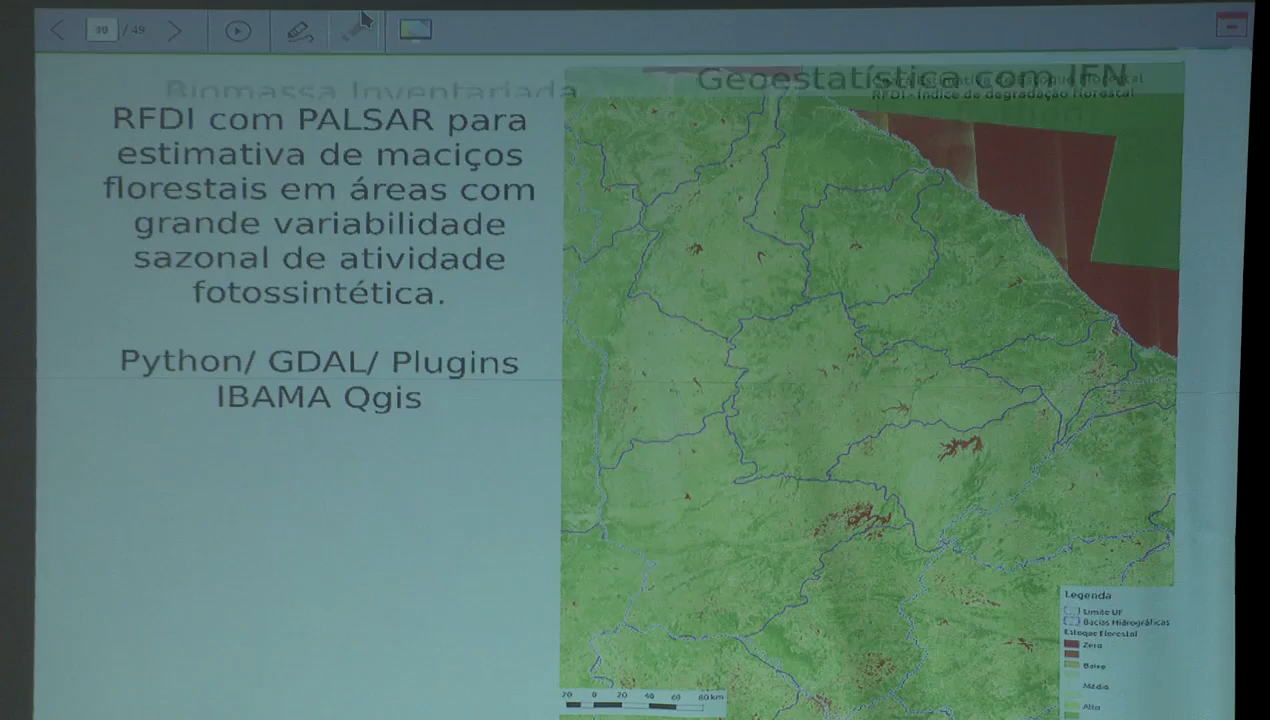 / 49
Biomassa Inventariada
Geoestatística com IFN
RFDI - Índice de degradação Florestal
RFDI com PALSAR para
estimativa de maciços
florestais em áreas com
grande variabilidade
sazonal de atividade
fotossintética.
Python/ GDAL/ Plugins
IBAMA Qgis
Legenda
Limite UF
Bacias Hidrográficas
Estoque Florestal
Zero
Baixo
Médio
Alto
20 0 20 40 60 80 km